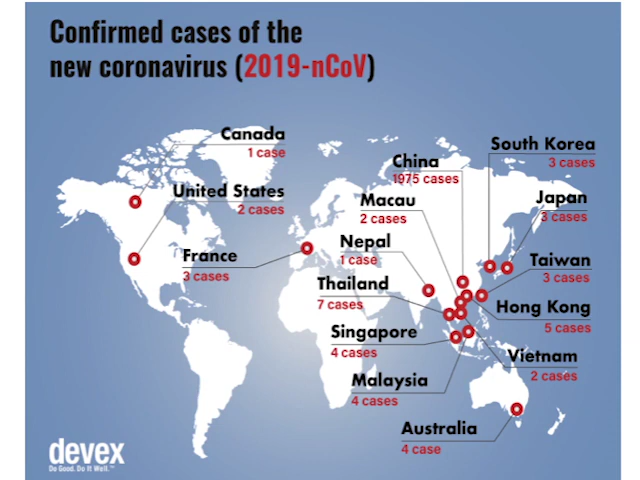 Confirmed cases of the
new coronavirus (2019-nCoV)
Canada
1 case
South Korea
3 cases
China
1975 cases
United States
2 cases
Macau
2 cases
Japan
3 cases
Nepal
1 case
France
3 cases
Taiwan
3 cases
Thailand
7 cases
Hong Kong
5 cases
Singapore
4 cases
Vietnam
2 cases
Malaysia
4 cases
Australia
4 case
devex
Do Good. Do It Well.™